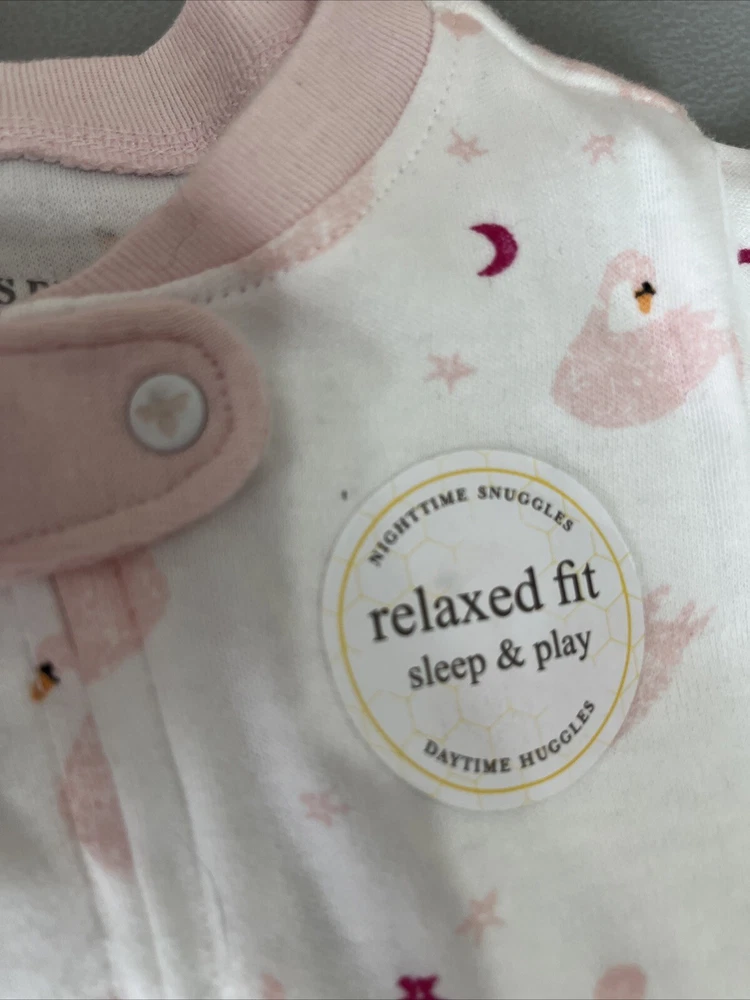 NIGHTTIME SNUGGLES
relaxed fit
sleep & play
DAYTIME HUGGLES